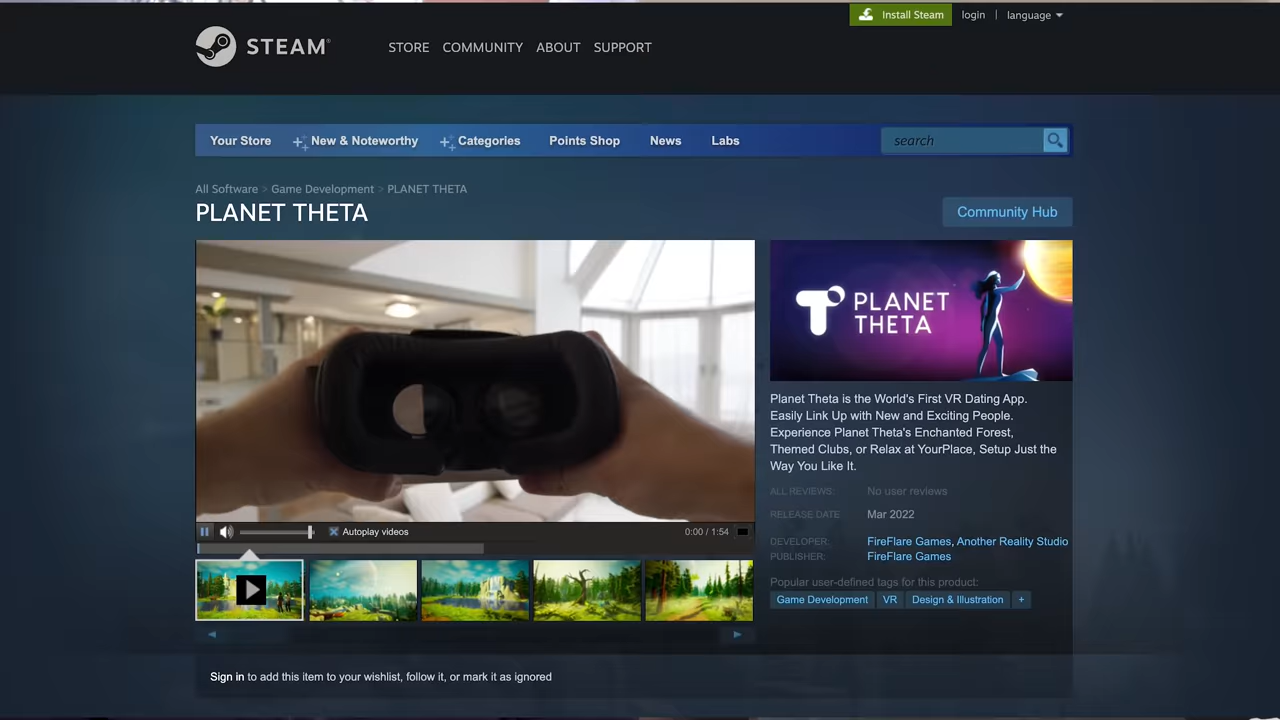 Install Steam login | language
STEAM®
STORE COMMUNITY ABOUT SUPPORT
Your Store New & Noteworthy Categories Points Shop News Labs search
All Software > Game Development > PLANET THETA
PLANET THETA
Community Hub
PLANET
THETA
Planet Theta is the World's First VR Dating App.
Easily Link Up with New and Exciting People.
Experience Planet Theta's Enchanted Forest,
Themed Clubs, or Relax at YourPlace, Setup Just the
Way You Like It.
ALL REVIEWS: No user reviews
RELEASE DATE Mar 2022
DEVELOPER: FireFlare Games, Another Reality Studio
PUBLISHER: FireFlare Games
Popular user-defined tags for this product:
Game Development VR Design & Illustration +
Autoplay videos 0:00 / 1:54
Sign in to add this item to your wishlist, follow it, or mark it as ignored